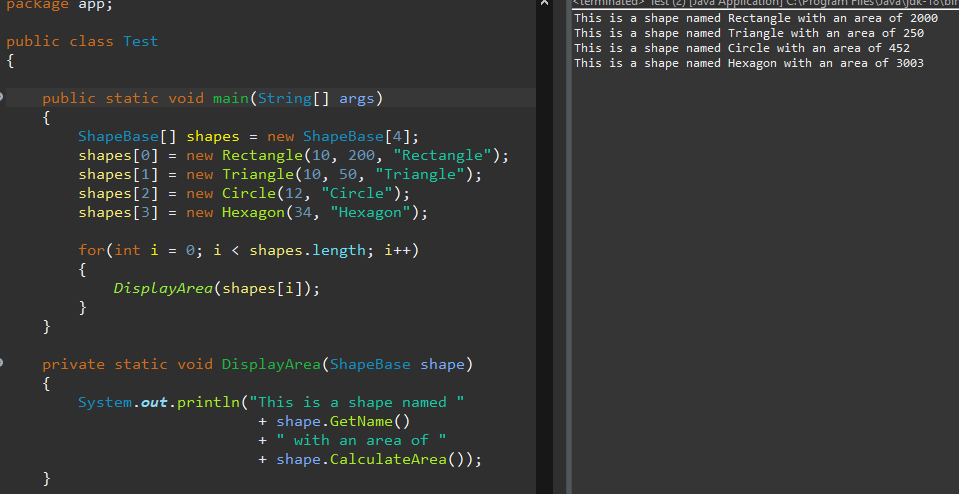 package app;
public class Test
{
public static void main(String[] args)
{
ShapeBase[] shapes = new ShapeBase[4];
shapes[0] = new Rectangle(10, 200, "Rectangle");
shapes[1] = new Triangle(10, 50, "Triangle");
shapes[2] = new Circle(12, "Circle");
shapes[3] = new Hexagon(34, "Hexagon");
for(int i = 0; i < shapes.length; i++)
{
DisplayArea(shapes[i]);
}
}
private static void DisplayArea(ShapeBase shape)
{
System.out.println("This is a shape named "
+ shape.GetName()
+ " with an area of "
+ shape.CalculateArea());
}
<terminated> Test (2) [Java Application] C:\Program Files\Java\jdk-18\bin
This is a shape named Rectangle with an area of 2000
This is a shape named Triangle with an area of 250
This is a shape named Circle with an area of 452
This is a shape named Hexagon with an area of 3003